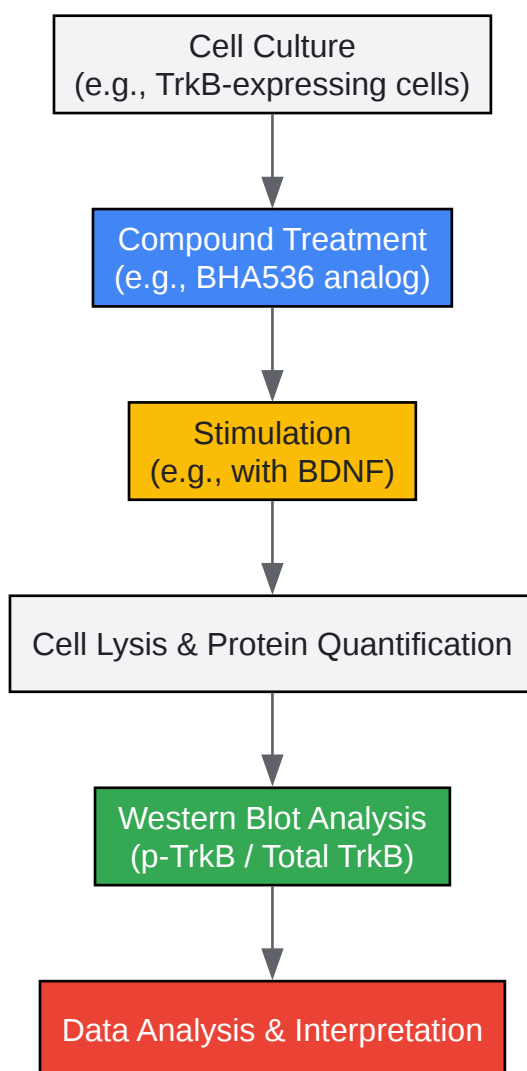 Cell Culture
(e.g., TrkB-expressing cells)
Compound Treatment
(e.g., BHA536 analog)
Stimulation
(e.g., with BDNF)
Cell Lysis & Protein Quantification
Western Blot Analysis
(p-TrkB / Total TrkB)
Data Analysis & Interpretation